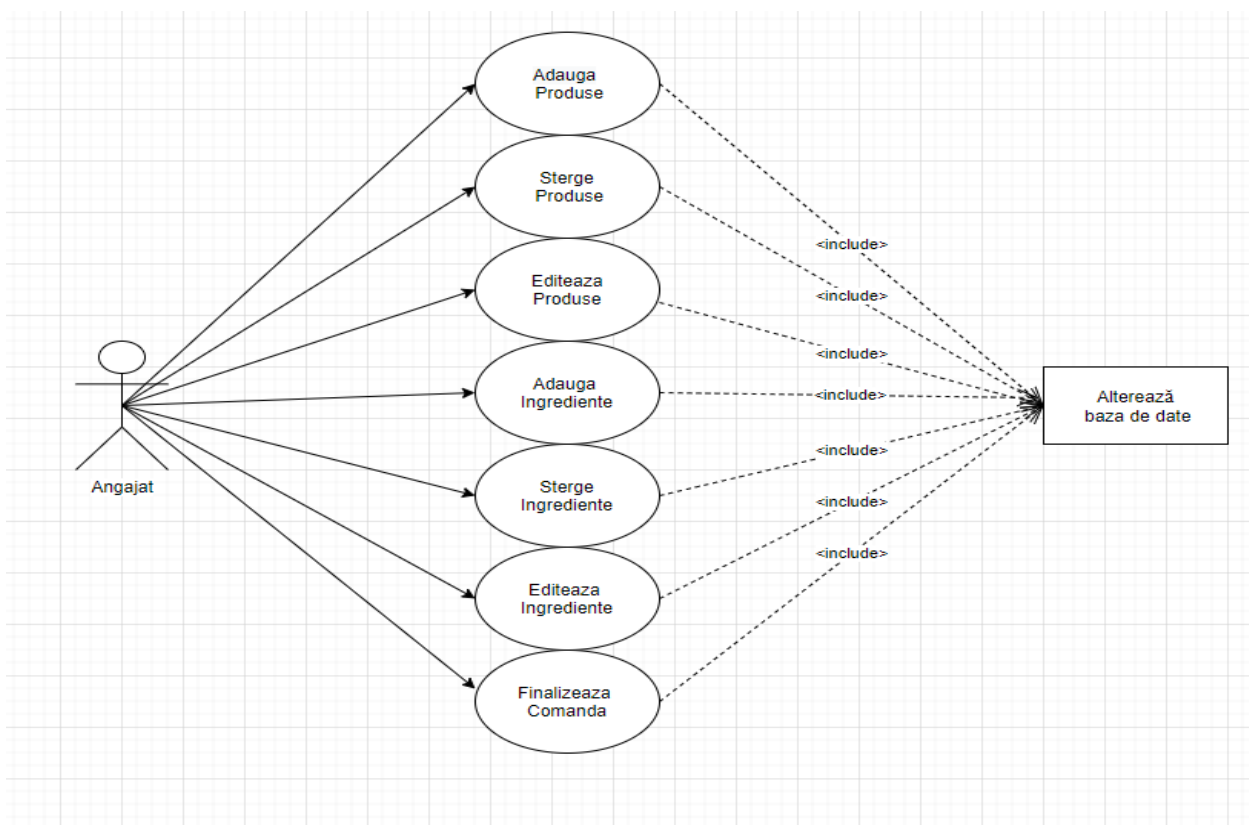 Adauga
Produse
Sterge
Produse
Editeaza
Produse
Adauga
Ingrediente
Sterge
Ingrediente
Editeaza
Ingrediente
Finalizeaza
Comanda
Angajat
<include>
<include>
<include>
<include>
<include>
<include>
<include>
Alterează
baza de date